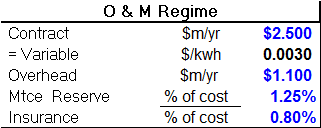 O & M Regime
Contract $m/yr $2.500
= Variable $/kwh 0.0030
Overhead $m/yr $1.100
Mtce Reserve % of cost 1.25%
Insurance % of cost 0.80%